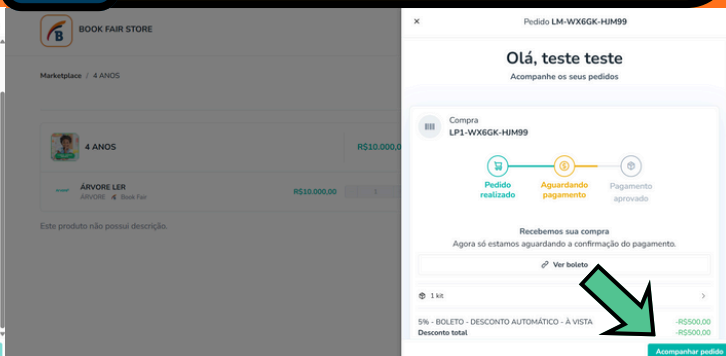 BOOK FAIR STORE
Marketplace / 4 ANOS
4 ANOS
R$10.000,0
ÁRVORE LER
ÁRVORE Book Fair
R$10.000,00
1
Este produto não possui descrição.
× Pedido LM-WX6GK-HJM99
Olá, teste teste
Acompanhe os seus pedidos
Compra
LP1-WX6GK-HJM99
Pedido realizado
Aguardando pagamento
Pagamento aprovado
Recebemos sua compra
Agora só estamos aguardando a confirmação do pagamento.
Ver boleto
1 kit
5% - BOLETO - DESCONTO AUTOMÁTICO - À VISTA -R$500,00
Desconto total -R$500,00
Acompanhar pedido